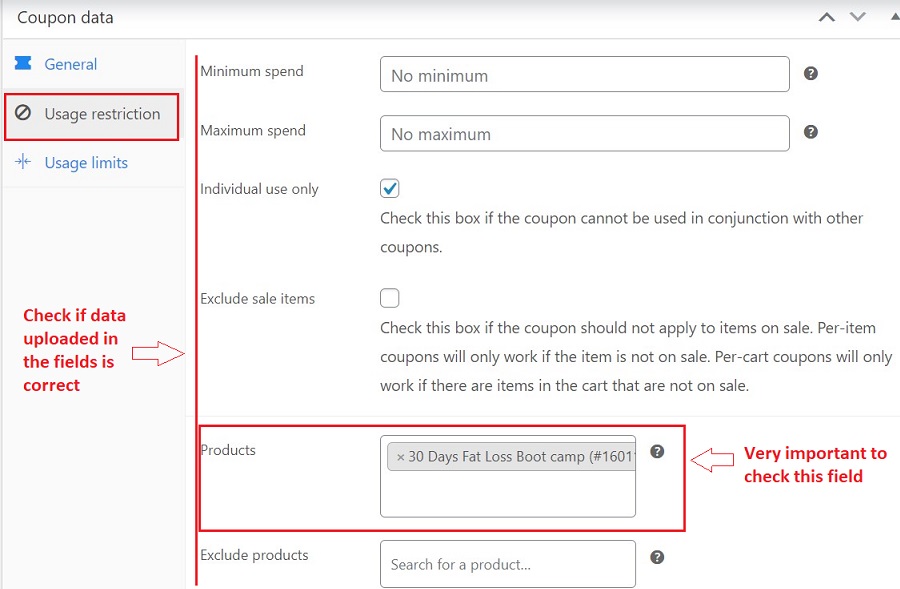 Coupon data
General
Usage restriction
Usage limits
Minimum spend
No minimum
?
Maximum spend
No maximum
?
Individual use only
Check this box if the coupon cannot be used in conjunction with other
coupons.
Exclude sale items
Check this box if the coupon should not apply to items on sale. Per-item
coupons will only work if the item is not on sale. Per-cart coupons will only
work if there are items in the cart that are not on sale.
Check if data
uploaded in
the fields is
correct
Products
× 30 Days Fat Loss Boot camp (#1601
?
Very important to
check this field
Exclude products
Search for a product...
?